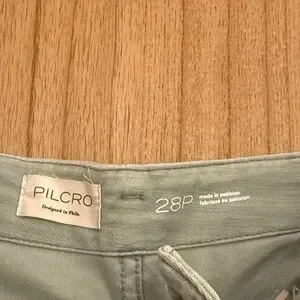 PILCRO
Designed in Phila.
28P
made in pakistan
fabriqué au pakistan